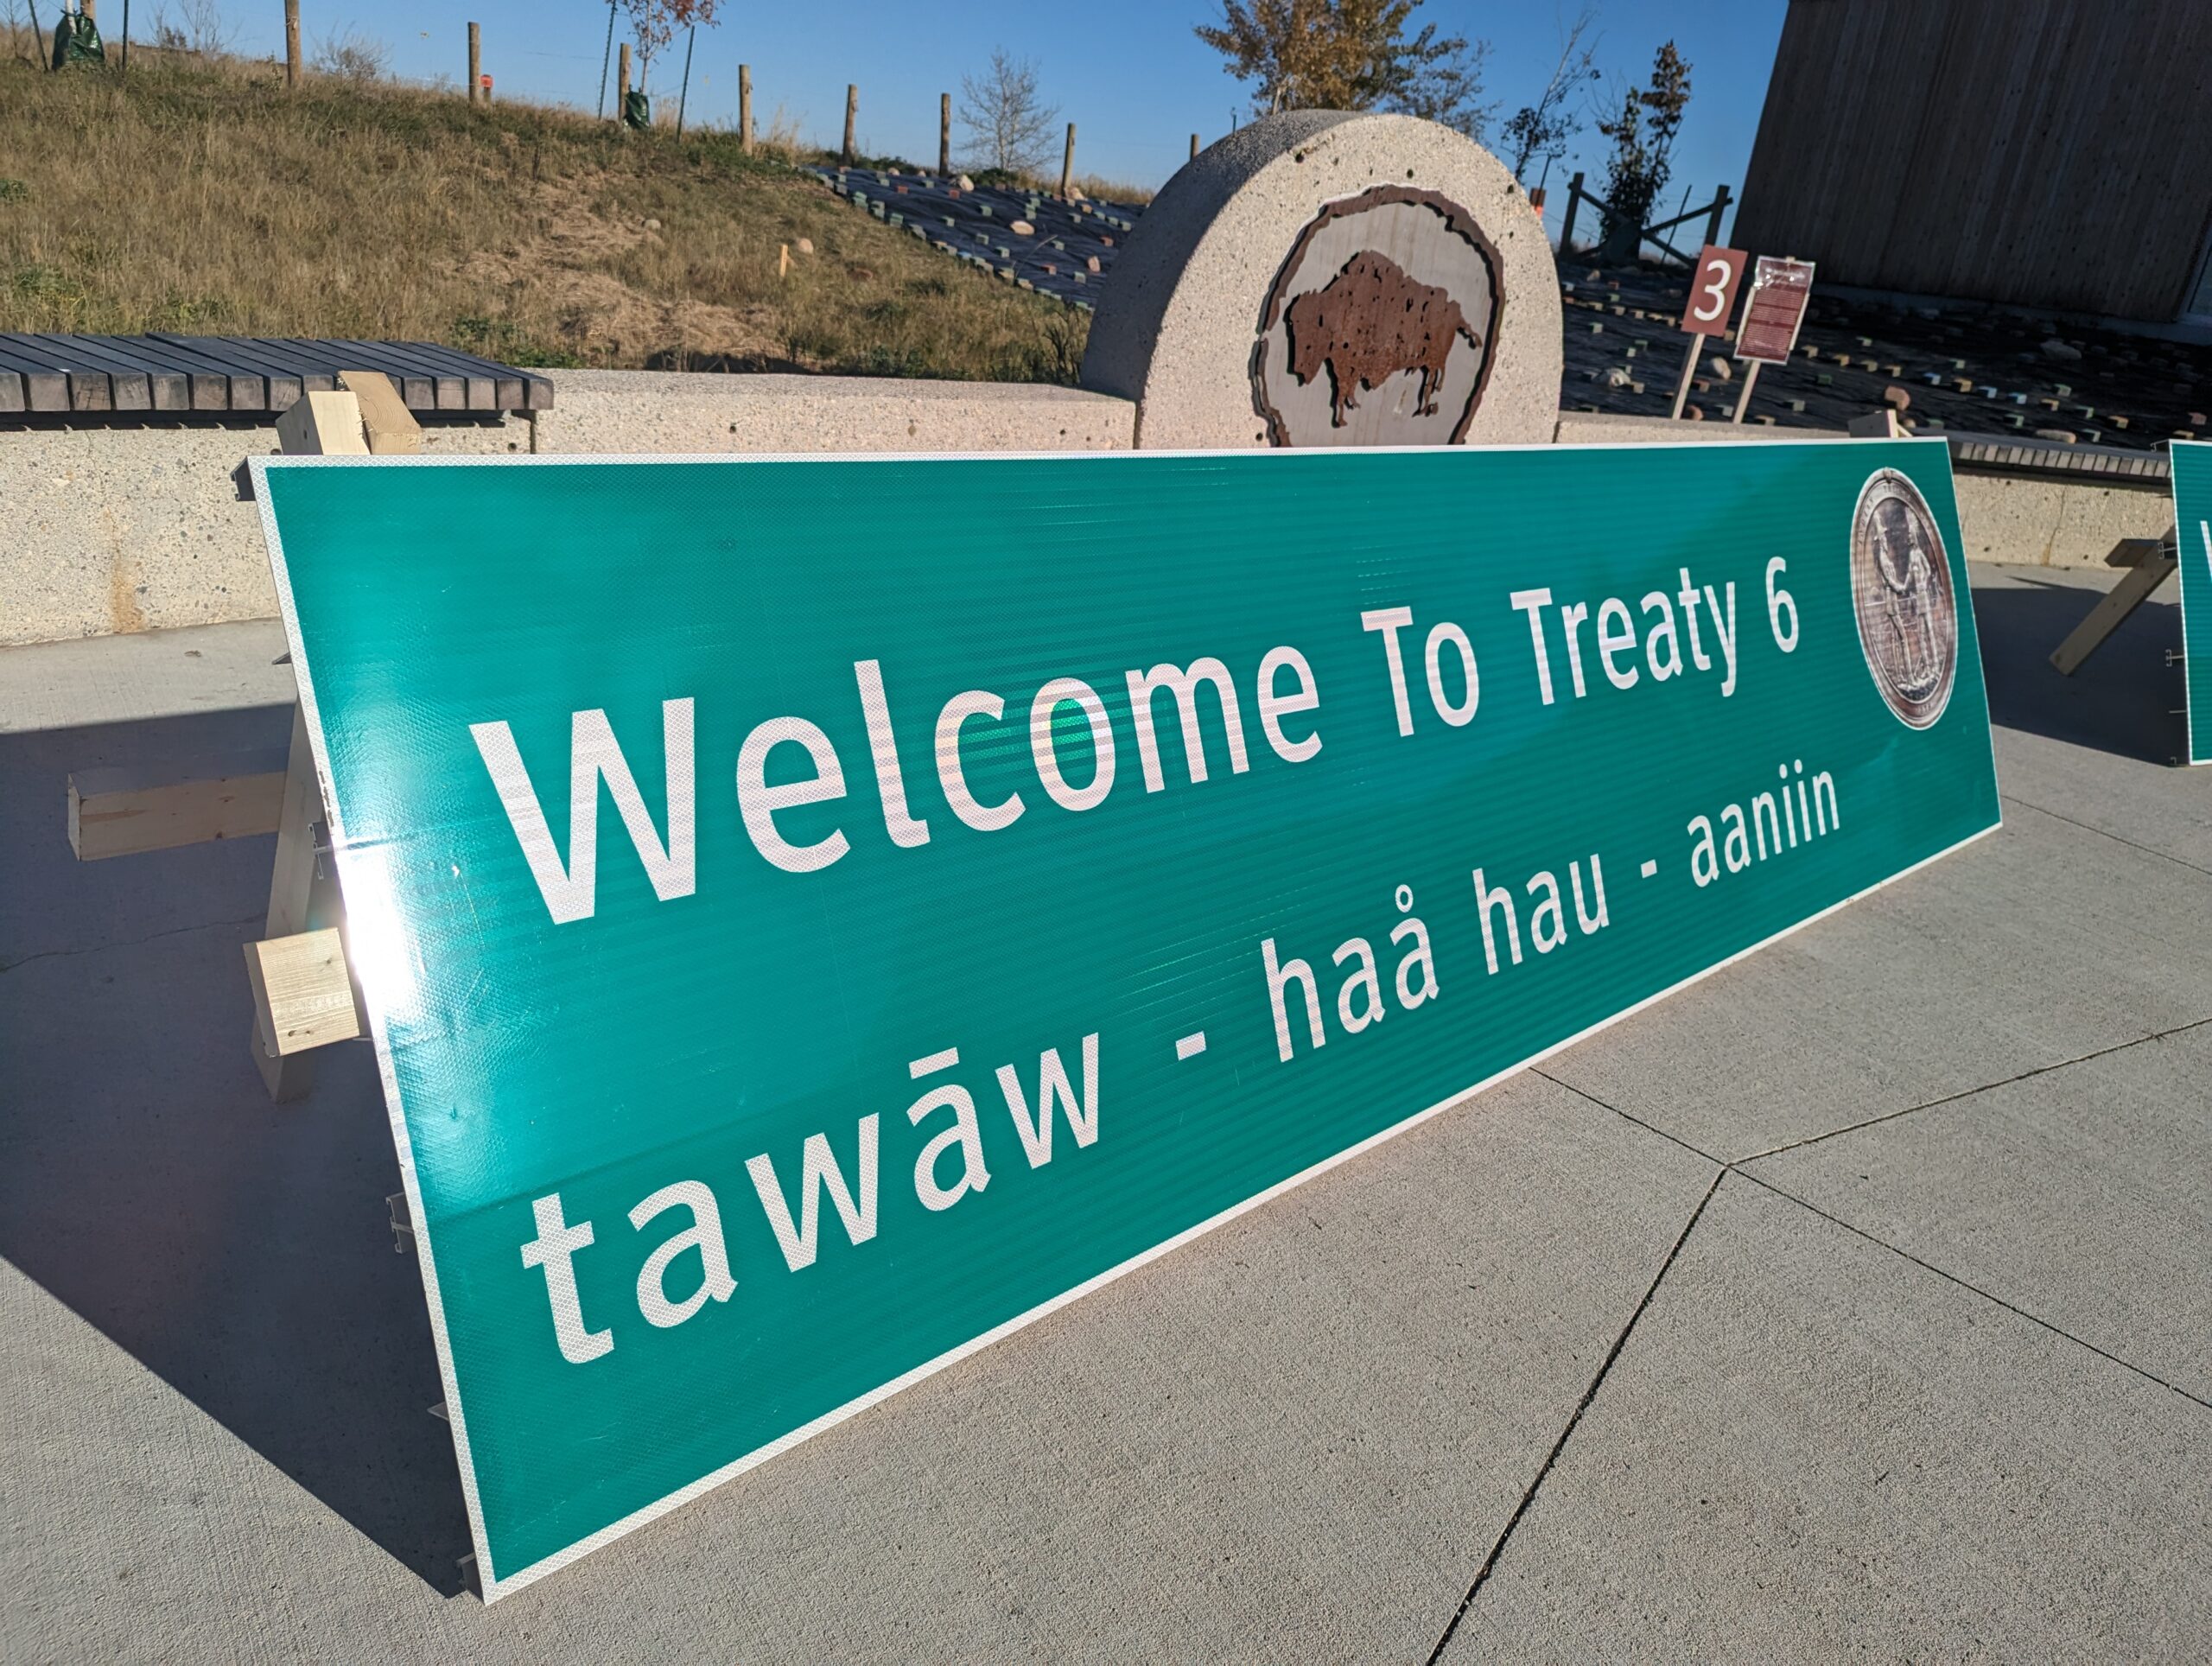 3
Welcome To Treaty 6
tawāw - haå hau - aaniin